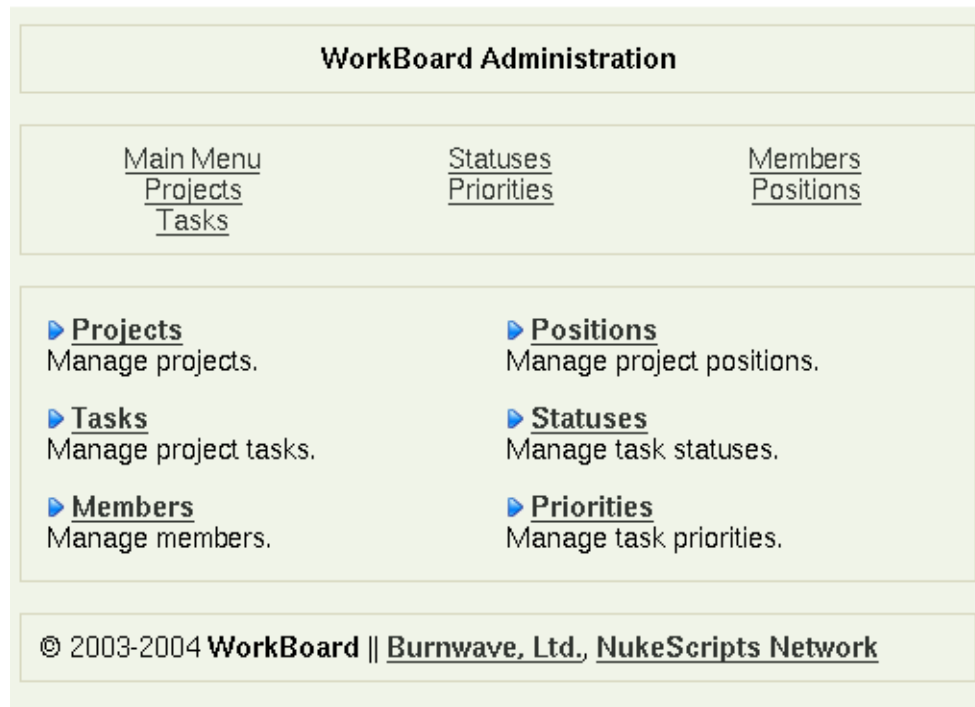 WorkBoard Administration
Main Menu Statuses Members
Projects Priorities Positions
Tasks
Projects Positions
Manage projects. Manage project positions.
Tasks Statuses
Manage project tasks. Manage task statuses.
Members Priorities
Manage members. Manage task priorities.
© 2003-2004 WorkBoard || Burnwave, Ltd., NukeScripts Network